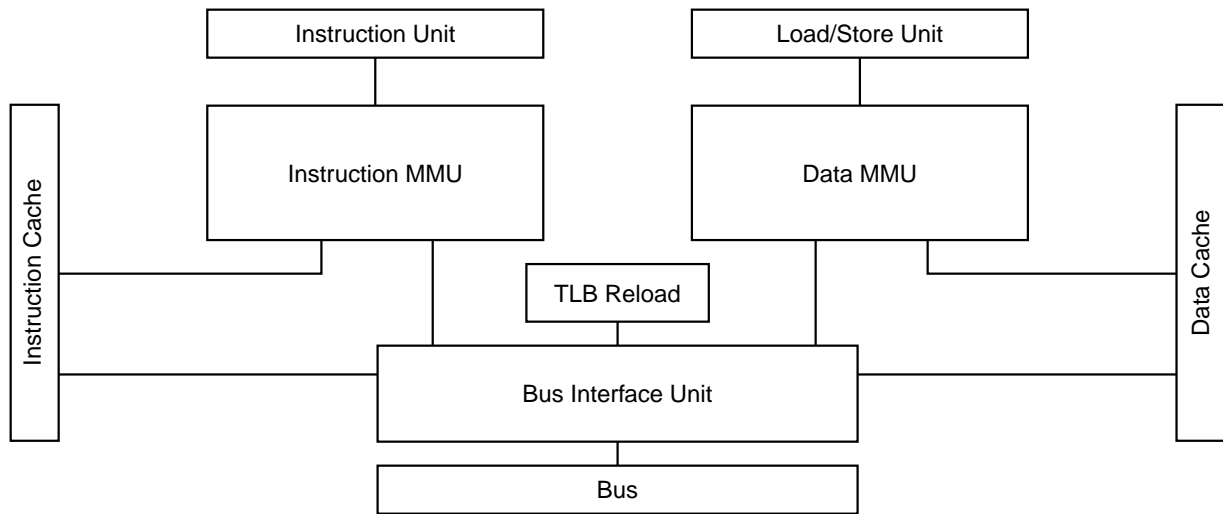 Instruction Unit
Load/Store Unit
Instruction Cache
Instruction MMU
Data MMU
Data Cache
TLB Reload
Bus Interface Unit
Bus